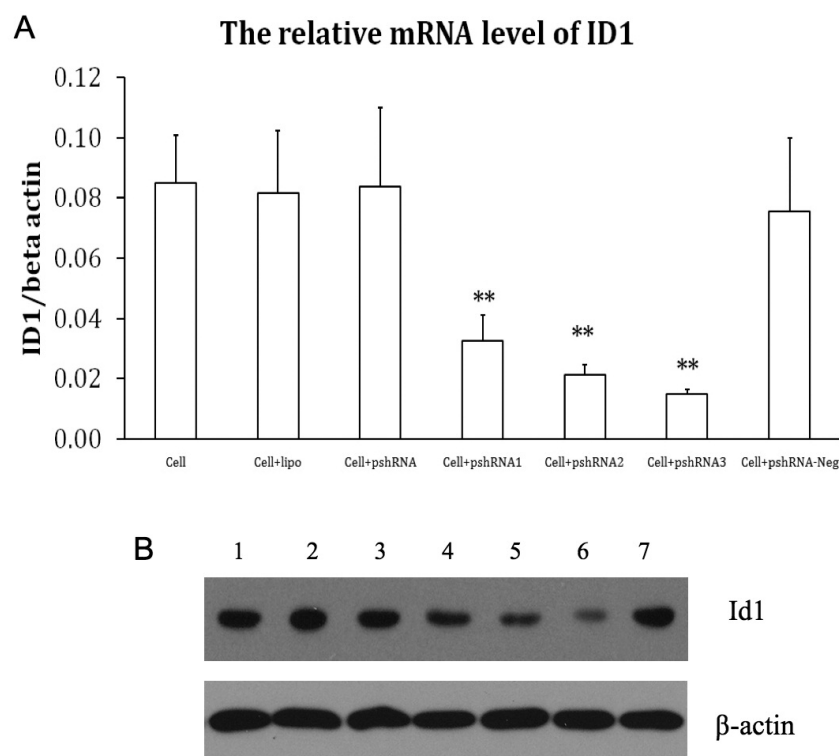 A
The relative mRNA level of ID1
ID1/beta actin
0.12
0.10
0.08
0.06
0.04
0.02
0.00
** ** **
Cell Cell+lipo Cell+pshRNA Cell+pshRNA1 Cell+pshRNA2 Cell+pshRNA3 Cell+pshRNA-Neg
B
1 2 3 4 5 6 7
Id1
β-actin